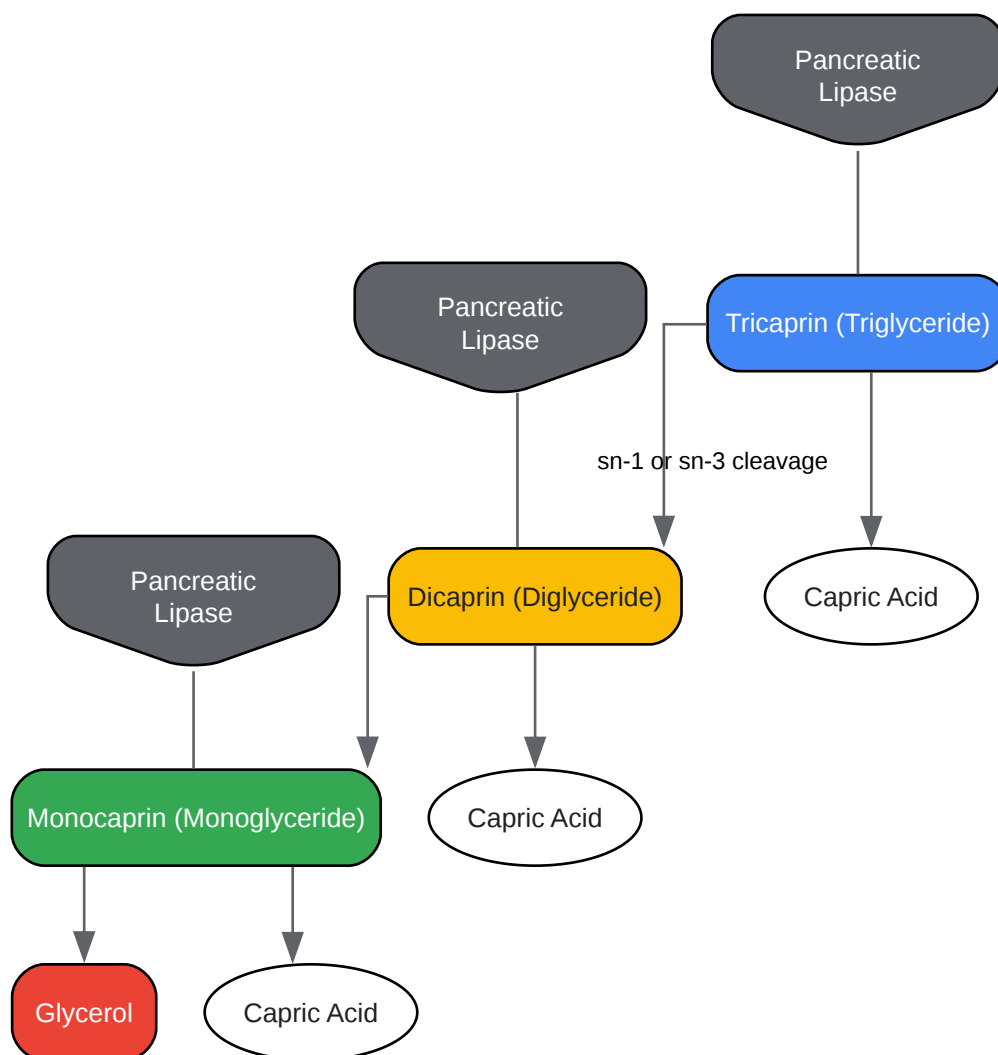 Pancreatic
Lipase
Pancreatic
Lipase
Tricaprin (Triglyceride)
sn-1 or sn-3 cleavage
Pancreatic
Lipase
Dicaprin (Diglyceride)
Capric Acid
Monocaprin (Monoglyceride)
Capric Acid
Glycerol
Capric Acid